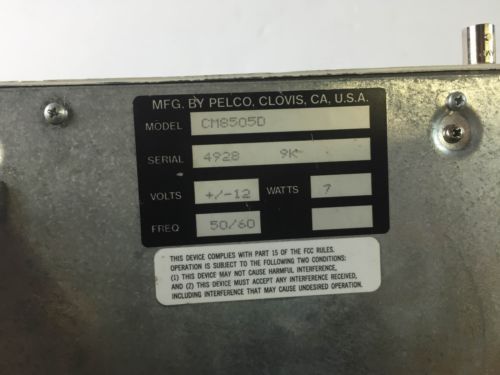 MFG. BY PELCO, CLOVIS, CA, U.S.A.
MODEL CM8505D
SERIAL 4928 9K
VOLTS +/-12 WATTS 7
FREQ 50/60
THIS DEVICE COMPLIES WITH PART 15 OF THE FCC RULES.
OPERATION IS SUBJECT TO THE FOLLOWING TWO CONDITIONS:
(1) THIS DEVICE MAY NOT CAUSE HARMFUL INTERFERENCE,
AND (2) THIS DEVICE MUST ACCEPT ANY INTERFERENCE RECEIVED,
INCLUDING INTERFERENCE THAT MAY CAUSE UNDESIRED OPERATION.